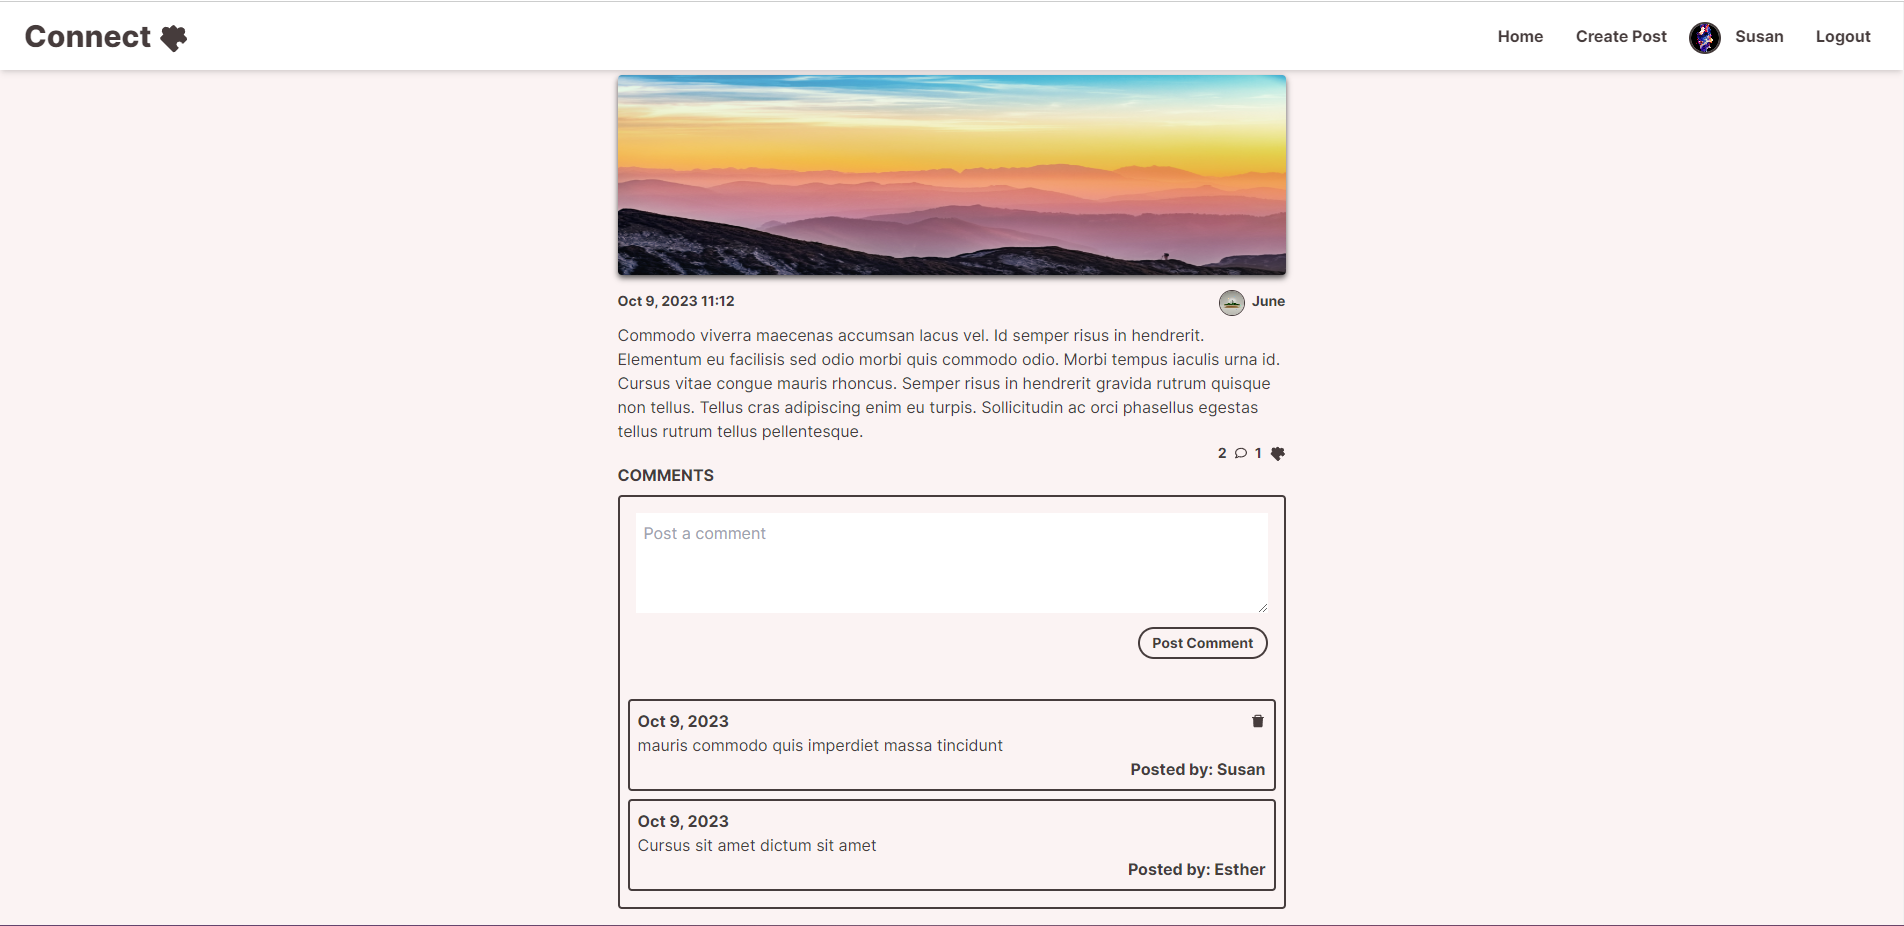 Connect
Home Create Post Susan Logout
Oct 9, 2023 11:12
June
Commodo viverra maecenas accumsan lacus vel. Id semper risus in hendrerit.
Elementum eu facilisis sed odio morbi quis commodo odio. Morbi tempus iaculis urna id.
Cursus vitae congue mauris rhoncus. Semper risus in hendrerit gravida rutrum quisque
non tellus. Tellus cras adipiscing enim eu turpis. Sollicitudin ac orci phasellus egestas
tellus rutrum tellus pellentesque.
2 1
COMMENTS
Post a comment
Post Comment
Oct 9, 2023
mauris commodo quis imperdiet massa tincidunt
Posted by: Susan
Oct 9, 2023
Cursus sit amet dictum sit amet
Posted by: Esther